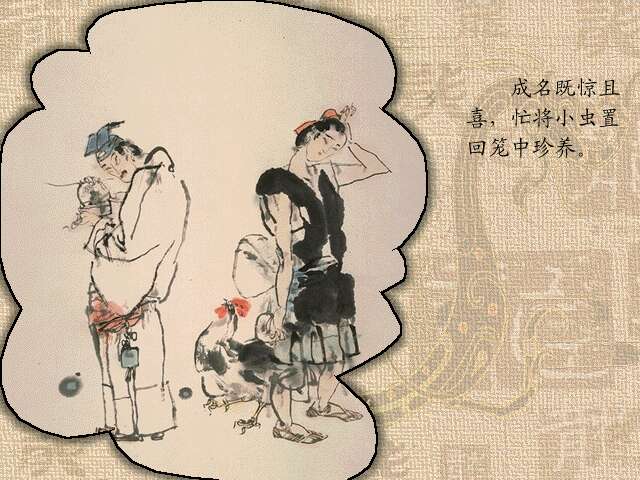 成名既惊且
喜，忙将小虫置
回笼中珍养。